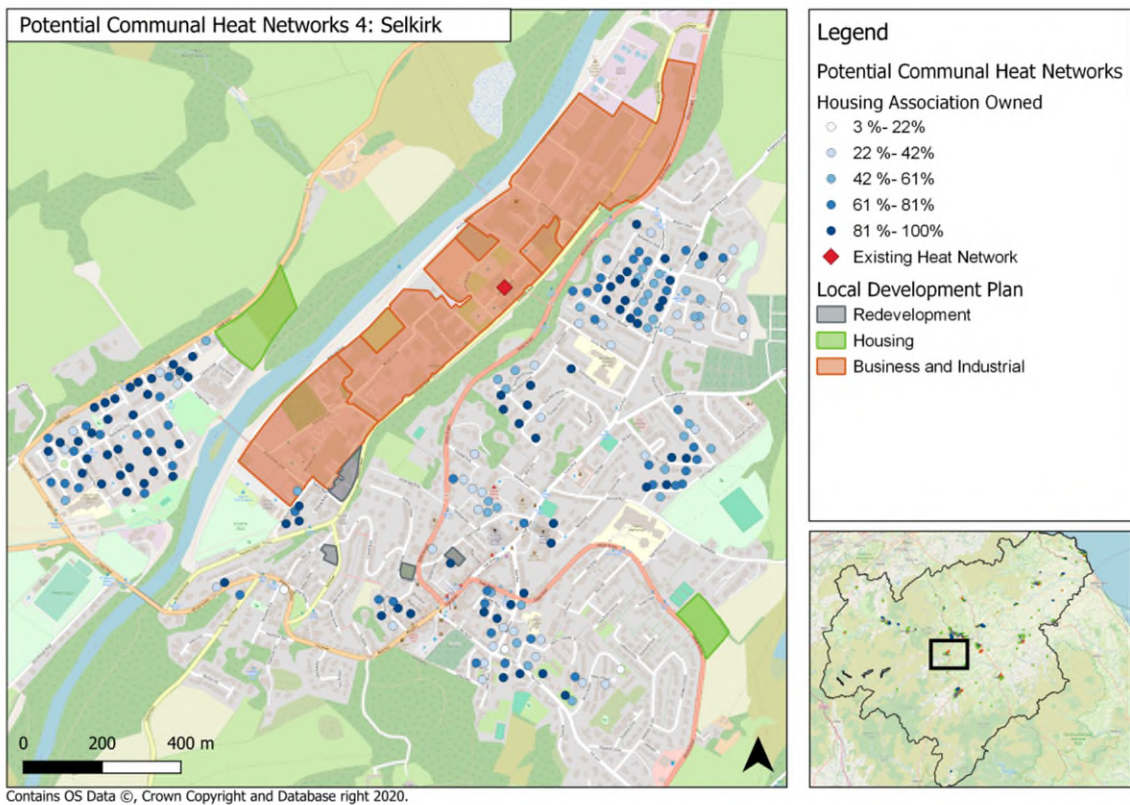 Potential Communal Heat Networks 4: Selkirk
0
200
400 m
Contains OS Data ©, Crown Copyright and Database right 2020.
Legend
Potential Communal Heat Networks
Housing Association Owned
3 %- 22%
22 %- 42%
42 %- 61%
61 %- 81%
81 %- 100%
Existing Heat Network
Local Development Plan
Redevelopment
Housing
Business and Industrial